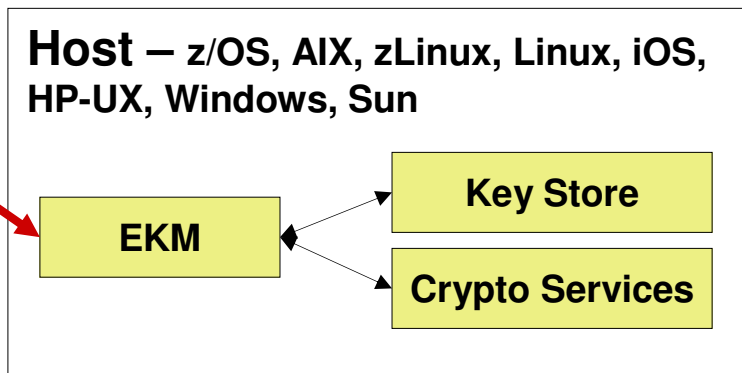 Host – z/OS, AIX, zLinux, Linux, iOS,
HP-UX, Windows, Sun
Key Store
EKM
Crypto Services